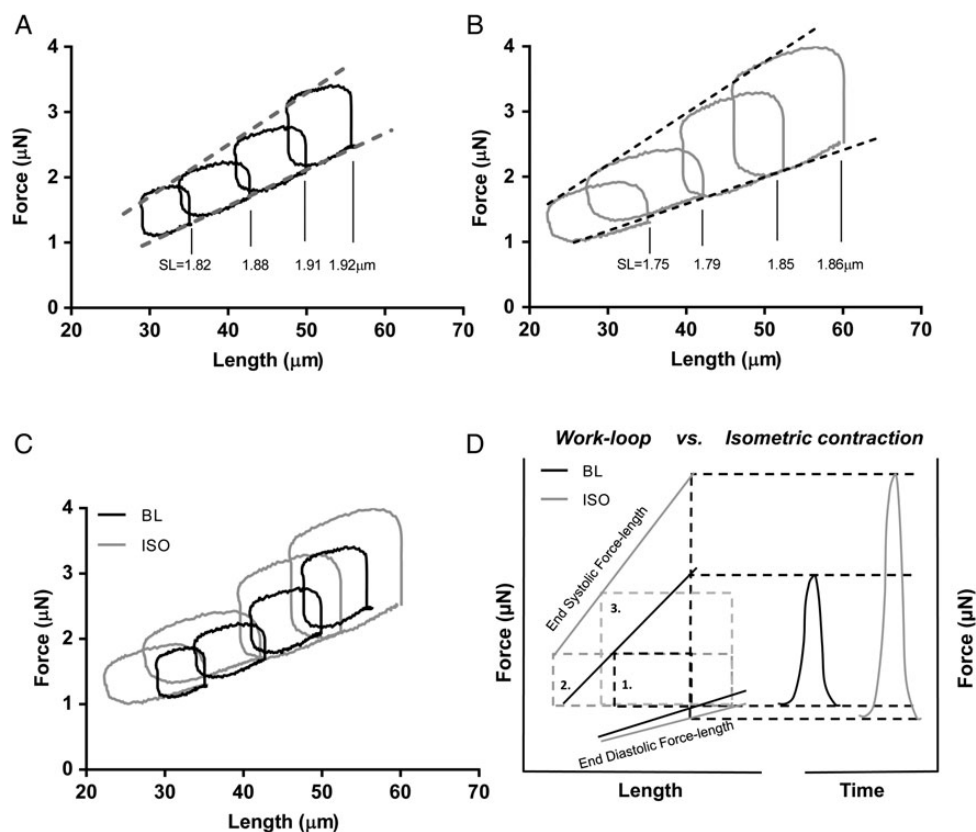 A
Force (μN)
4
3
2
1
0
SL=1.82
1.88
1.91
1.92μm
20
30
40
50
60
70
Length (μm)
B
Force (μN)
4
3
2
1
0
SL=1.75
1.79
1.85
1.86μm
20
30
40
50
60
70
Length (μm)
C
BL
ISO
Force (μN)
4
3
2
1
0
20
30
40
50
60
70
Length (μm)
D
Work-loop vs. Isometric contraction
BL
ISO
Force (μN)
End Systolic Force-length
3.
2.
1.
End Diastolic Force-length
Force (μN)
Length
Time